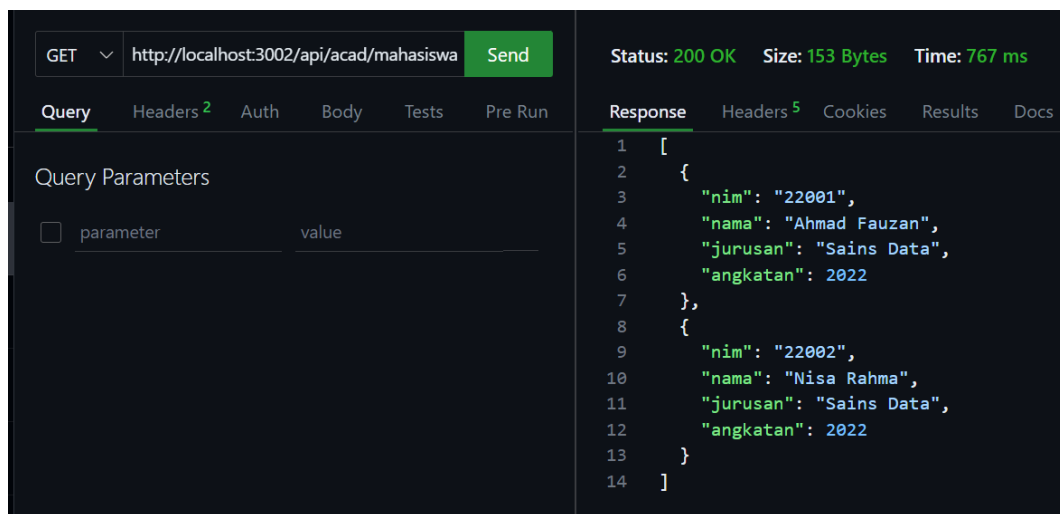 GET http://localhost:3002/api/acad/mahasiswa Send
Query Headers 2 Auth Body Tests Pre Run
Query Parameters
parameter value
Status: 200 OK Size: 153 Bytes Time: 767 ms
Response Headers 5 Cookies Results Docs
1 [
2 {
3 "nim": "22001",
4 "nama": "Ahmad Fauzan",
5 "jurusan": "Sains Data",
6 "angkatan": 2022
7 },
8 {
9 "nim": "22002",
10 "nama": "Nisa Rahma",
11 "jurusan": "Sains Data",
12 "angkatan": 2022
13 }
14 ]